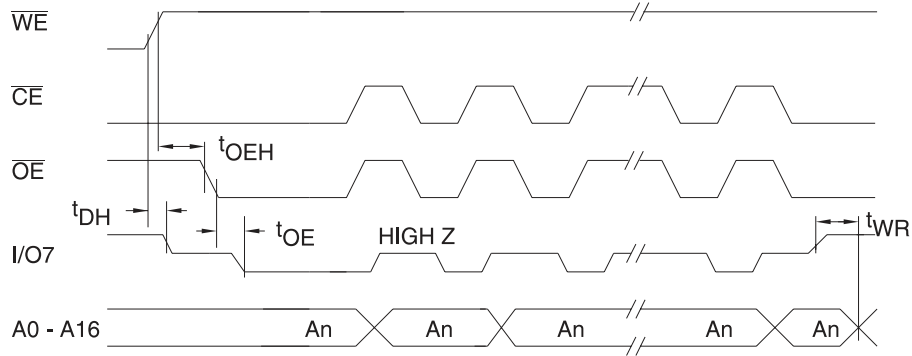 WE
CE
tOEH
OE
tDH
tOE
HIGH Z
tWR
I/O7
A0 - A16 An An An An An